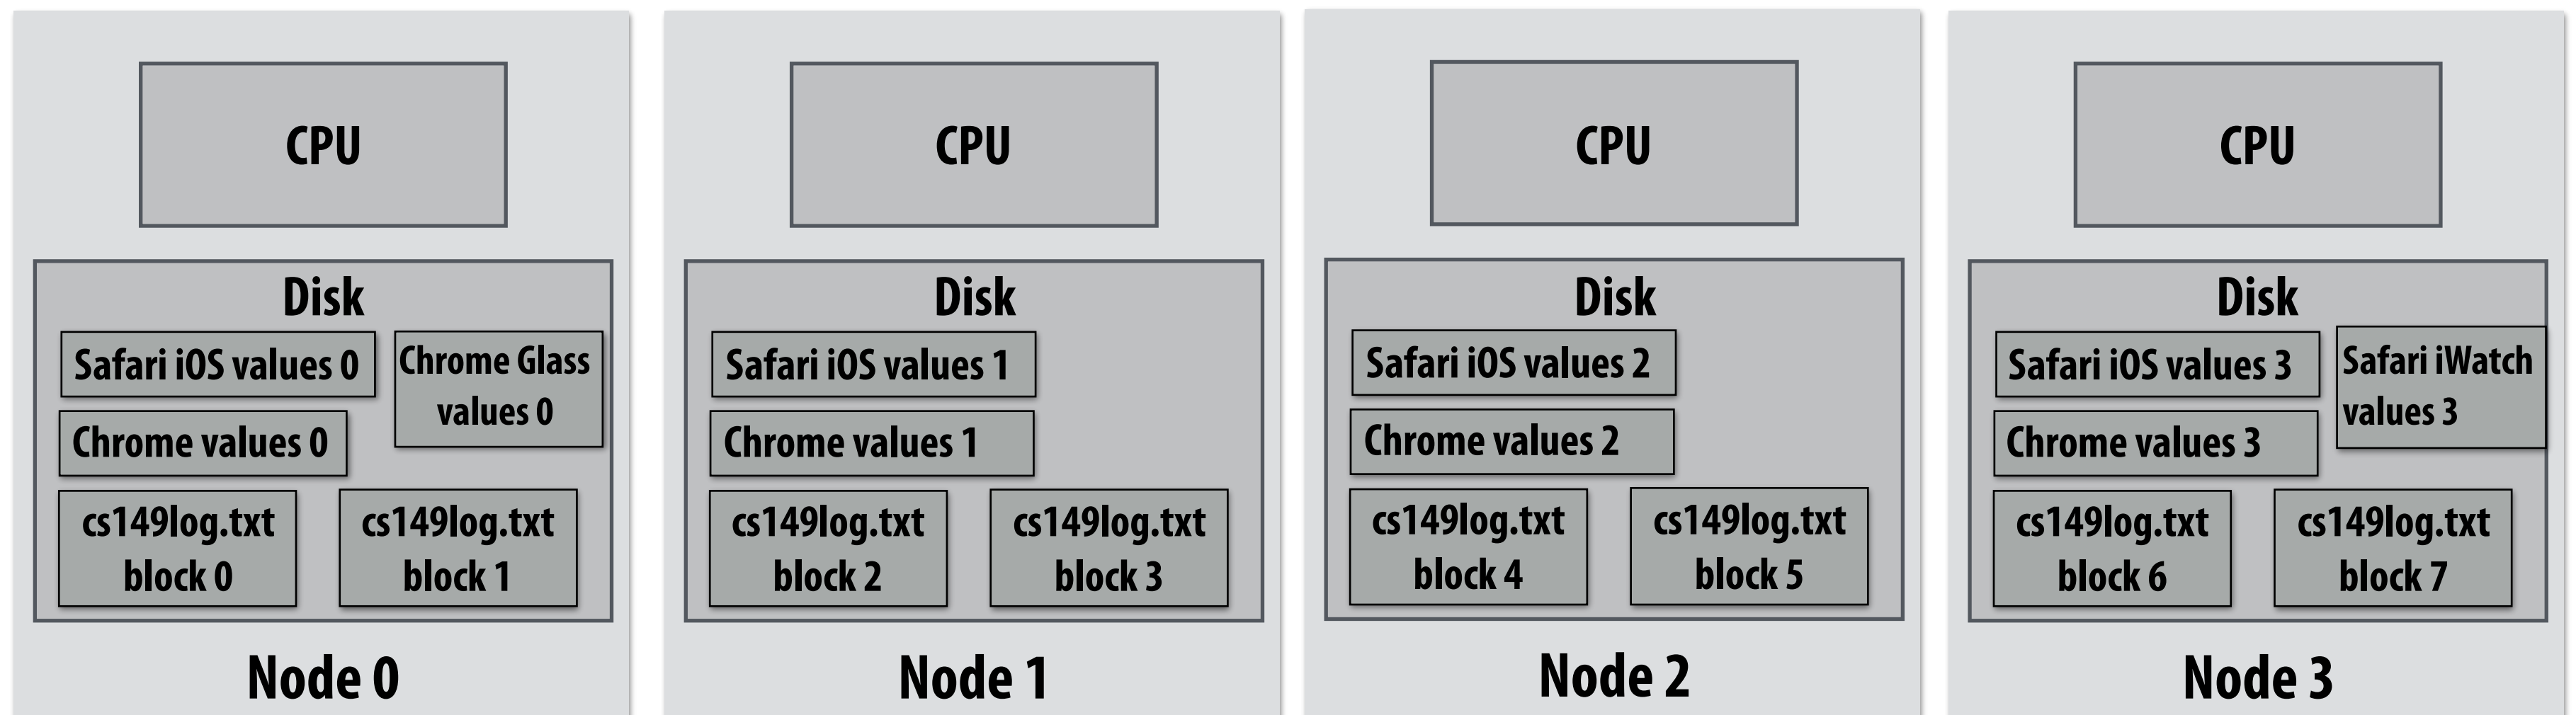 CPU
Disk
Safari iOS values 0
Chrome Glass
values 0
Chrome values 0
cs149log.txt
block 0
cs149log.txt
block 1
Node 0
CPU
Disk
Safari iOS values 1
Chrome values 1
cs149log.txt
block 2
cs149log.txt
block 3
Node 1
CPU
Disk
Safari iOS values 2
Chrome values 2
cs149log.txt
block 4
cs149log.txt
block 5
Node 2
CPU
Disk
Safari iOS values 3
Safari iWatch
values 3
Chrome values 3
cs149log.txt
block 6
cs149log.txt
block 7
Node 3